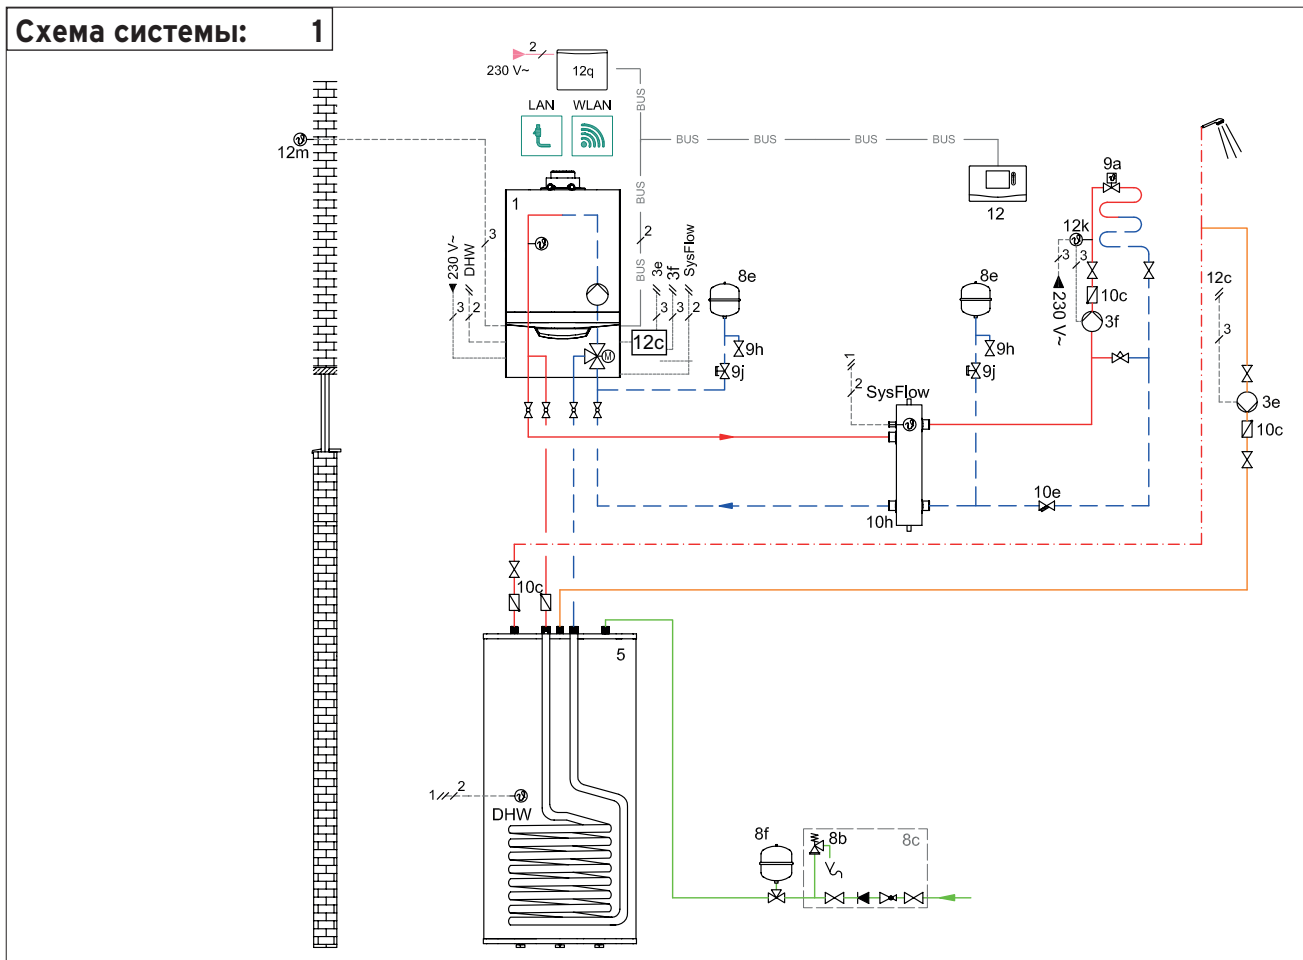 Схема системы: 1
2
230 V~
12q
LAN
WLAN
BUS
BUS
BUS
BUS
BUS
BUS
BUS
12m
12
9a
12k
3
3
230 V~
10c
3f
1
3
230 V~
DHW
3
2
2
3e
3f
SysFlow
3
3
2
12c
M
8e
9h
9j
8e
9h
9j
1
2
SysFlow
10h
10e
12c
3
3e
10c
10c
5
1
2
DHW
8f
8b
8c